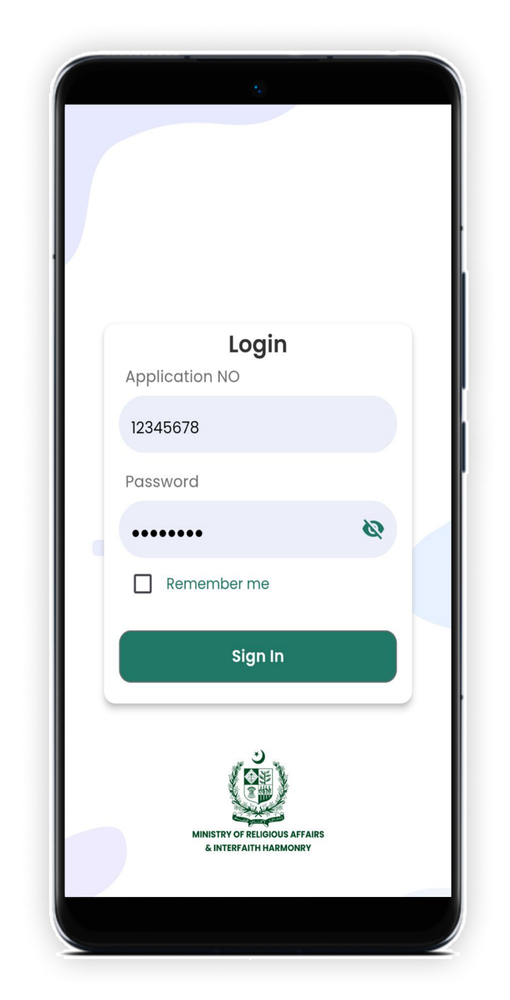 Login
Application NO
12345678
Password
••••••••
Remember me
Sign In
MINISTRY OF RELIGIOUS AFFAIRS
& INTERFAITH HARMONRY